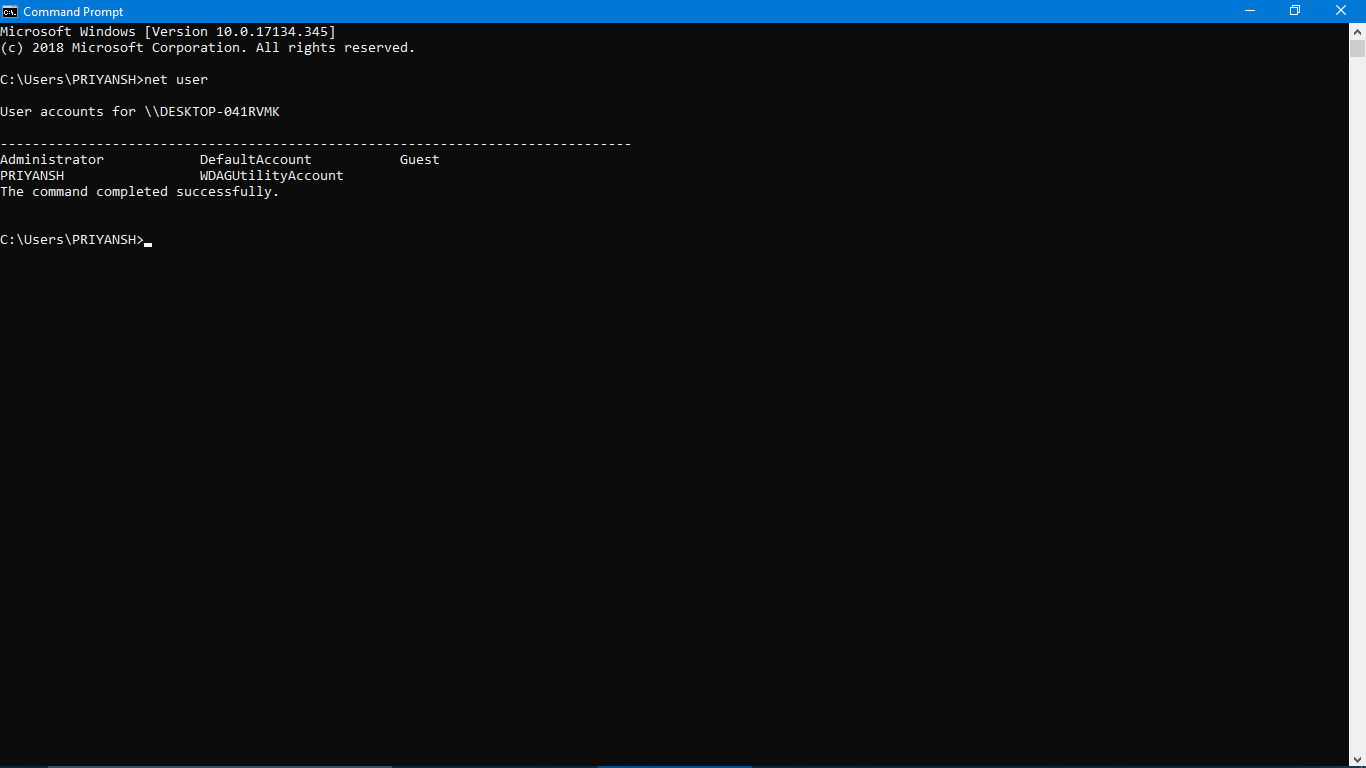 Command Prompt
Microsoft Windows [Version 10.0.17134.345]
(c) 2018 Microsoft Corporation. All rights reserved.
C:\Users\PRIYANSH>net user
User accounts for \\DESKTOP-041RVMK
-------------------------------------------------------------------------------
Administrator            DefaultAccount           Guest
PRIYANSH                 WDAGUtilityAccount
The command completed successfully.
C:\Users\PRIYANSH>